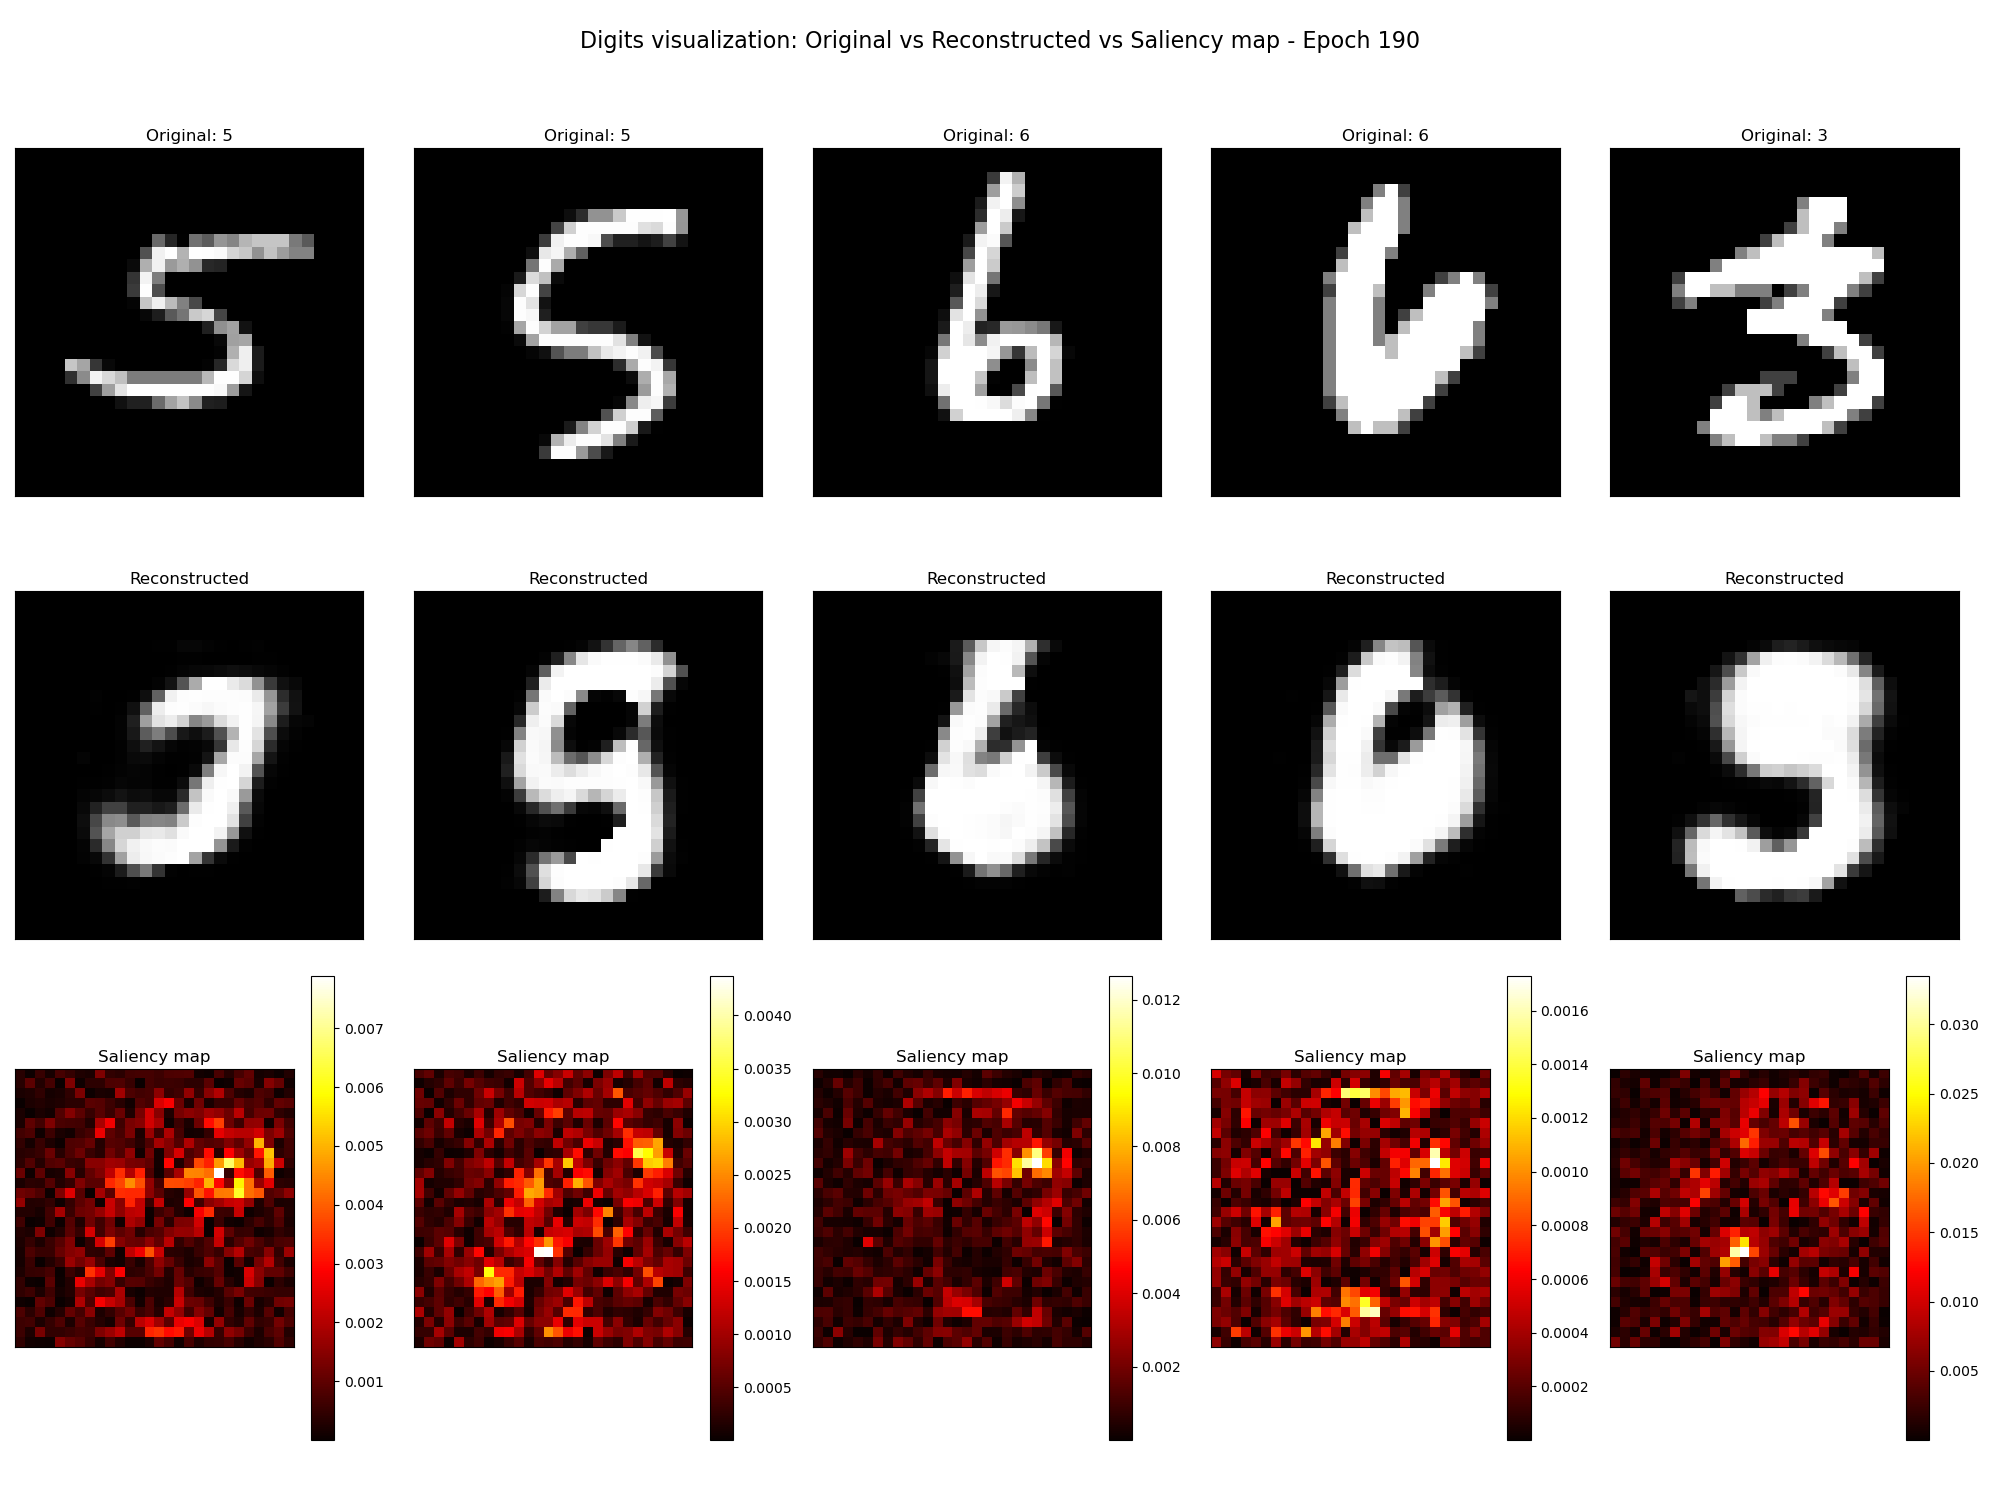 Digits visualization: Original vs Reconstructed vs Saliency map - Epoch 190
Original: 5
Original: 5
Original: 6
Original: 6
Original: 3
Reconstructed
Reconstructed
Reconstructed
Reconstructed
Reconstructed
Saliency map
0.007
0.006
0.005
0.004
0.003
0.002
0.001
Saliency map
0.0040
0.0035
0.0030
0.0025
0.0020
0.0015
0.0010
0.0005
Saliency map
0.012
0.010
0.008
0.006
0.004
0.002
Saliency map
0.0016
0.0014
0.0012
0.0010
0.0008
0.0006
0.0004
0.0002
Saliency map
0.030
0.025
0.020
0.015
0.010
0.005